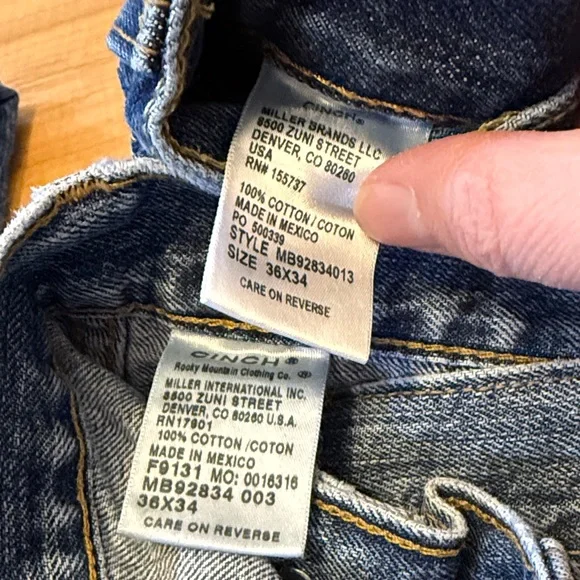 CINCH®
MILLER BRANDS LLC
8500 ZUNI STREET
DENVER, CO 80260
USA
RN# 155737
100% COTTON / COTON
MADE IN MEXICO
PO 500339
STYLE MB92834013
SIZE 36X34
CARE ON REVERSE
CINCH®
Rocky Mountain Clothing Co. ®
MILLER INTERNATIONAL INC.
8500 ZUNI STREET
DENVER, CO 80260 U.S.A.
RN17901
100% COTTON /COTON
MADE IN MEXICO
F9131 MO: 0016316
MB92834 003
36X34
CARE ON REVERSE